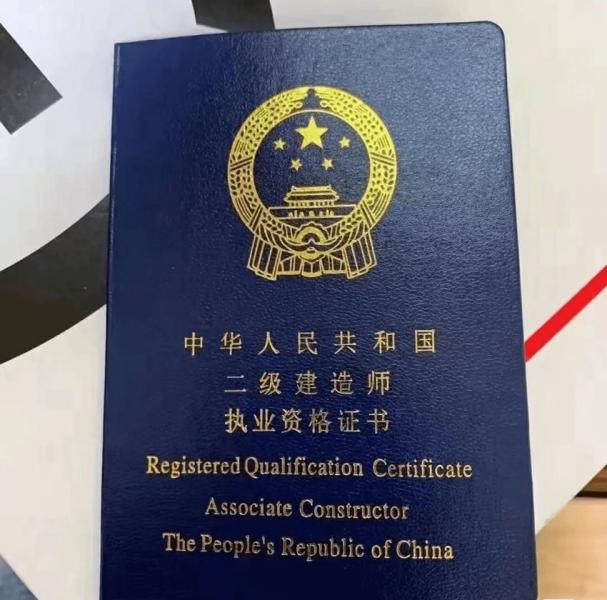 中华人民共和国
二级建造师
执业资格证书
Registered Qualification Certificate
Associate Constructor
The People's Republic of China